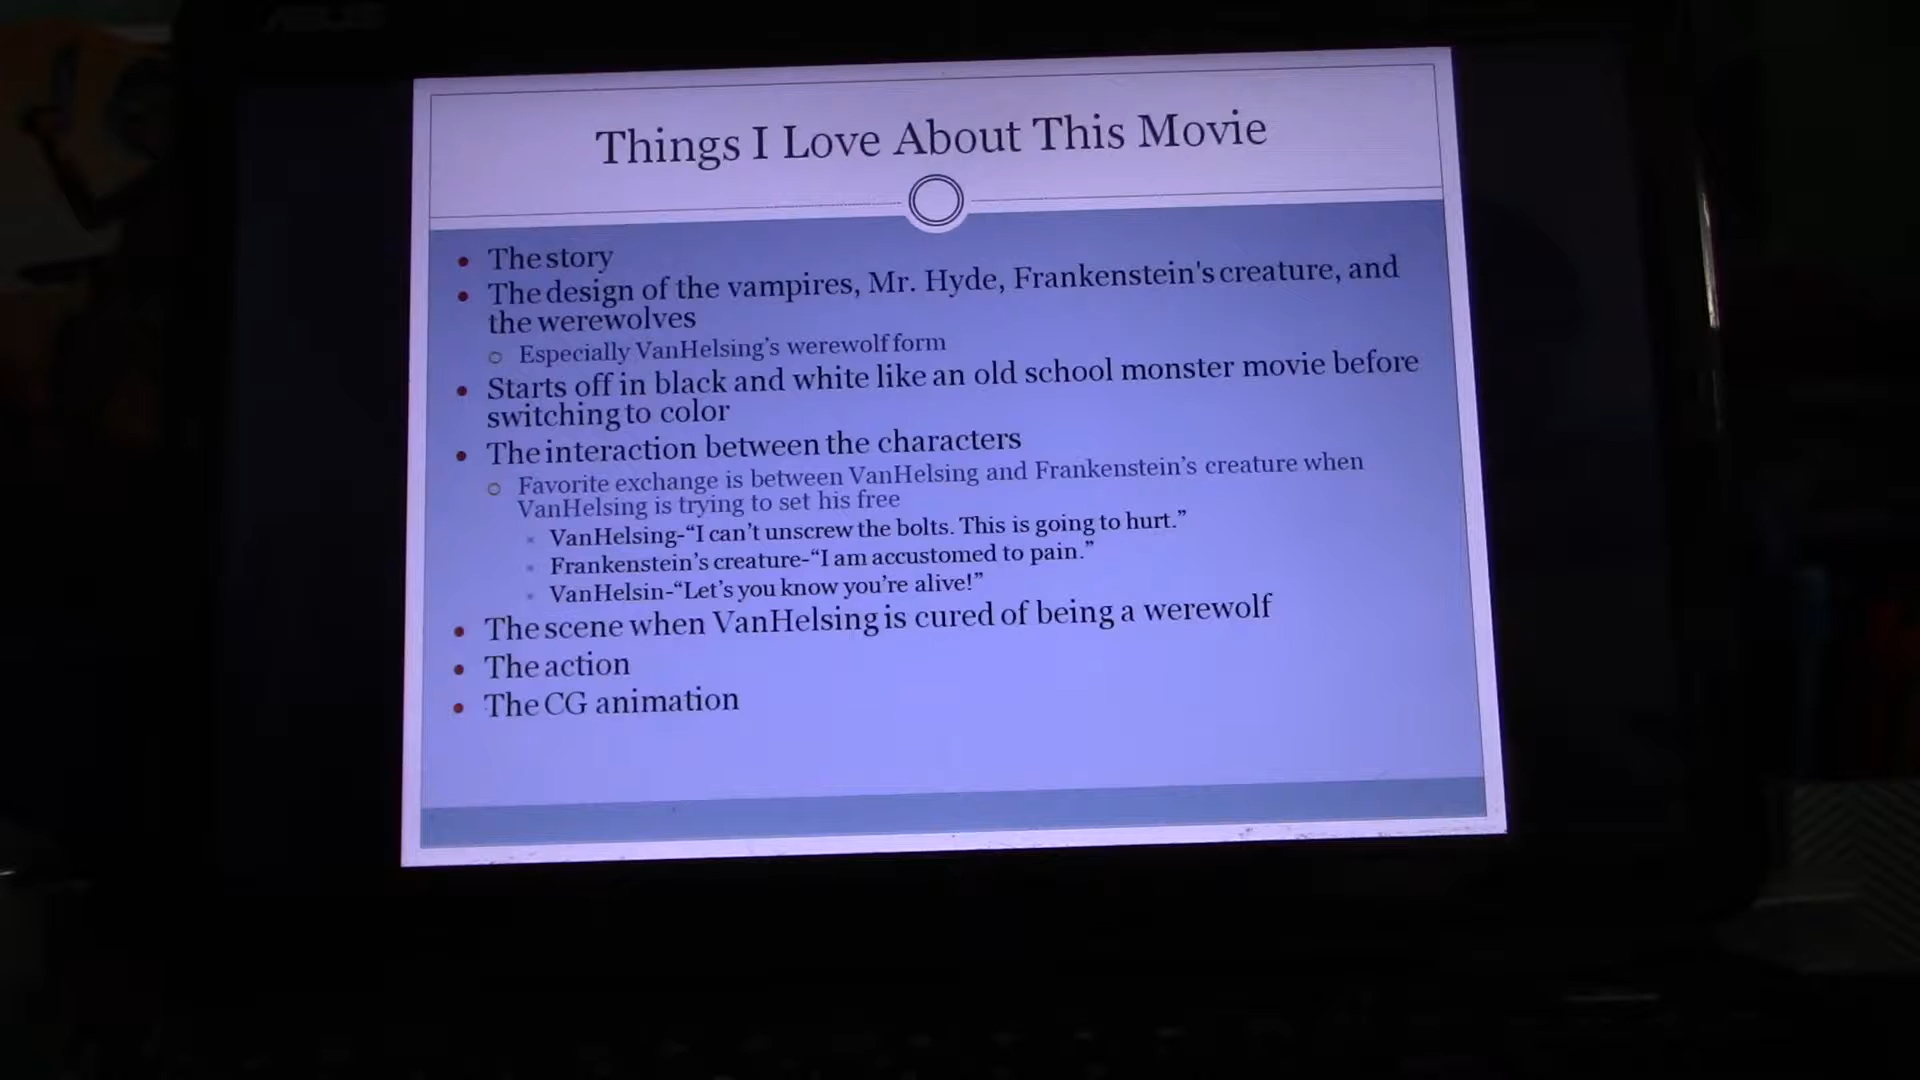 ASUS
Things I Love About This Movie
The story
The design of the vampires, Mr. Hyde, Frankenstein's creature, and
the werewolves
Especially VanHelsing's werewolf form
Starts off in black and white like an old school monster movie before
switching to color
The interaction between the characters
Favorite exchange is between VanHelsing and Frankenstein's creature when
VanHelsing is trying to set his free
VanHelsing-“I can't unscrew the bolts. This is going to hurt.”
Frankenstein's creature-“I am accustomed to pain.”
VanHelsin-“Let's you know you're alive!”
The scene when VanHelsing is cured of being a werewolf
The action
The CG animation